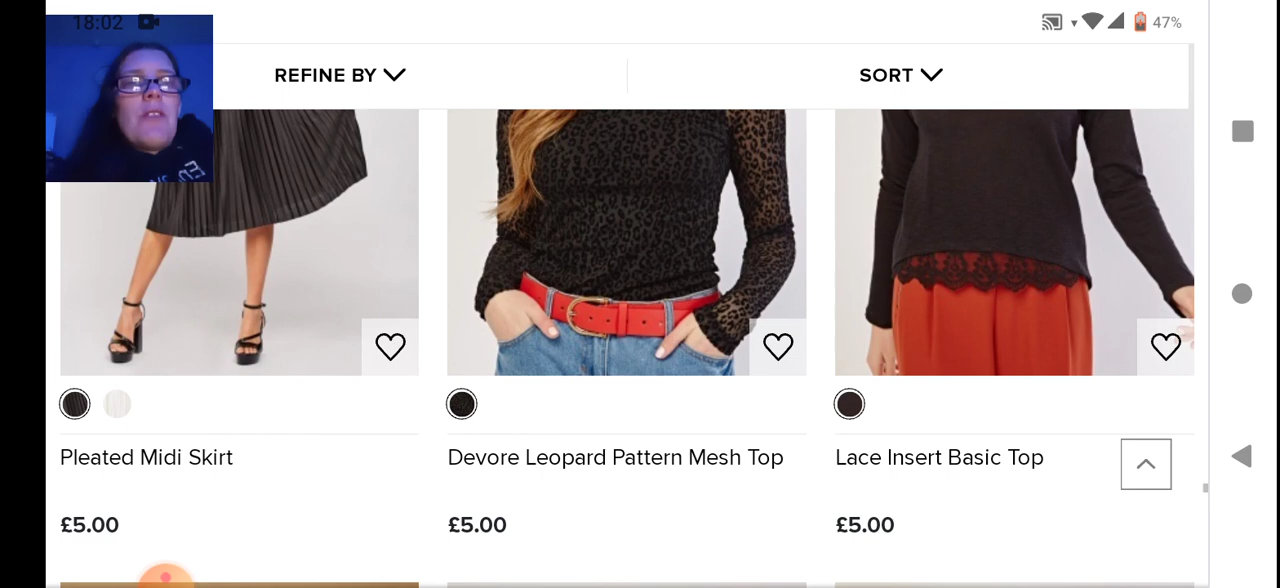 18:02
47%
REFINE BY
SORT
Pleated Midi Skirt
Devore Leopard Pattern Mesh Top
Lace Insert Basic Top
£5.00
£5.00
£5.00